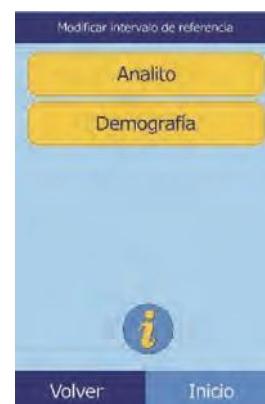 Modificar intervalo de referencia
Analito
Demografía
i
Volver
Inicio